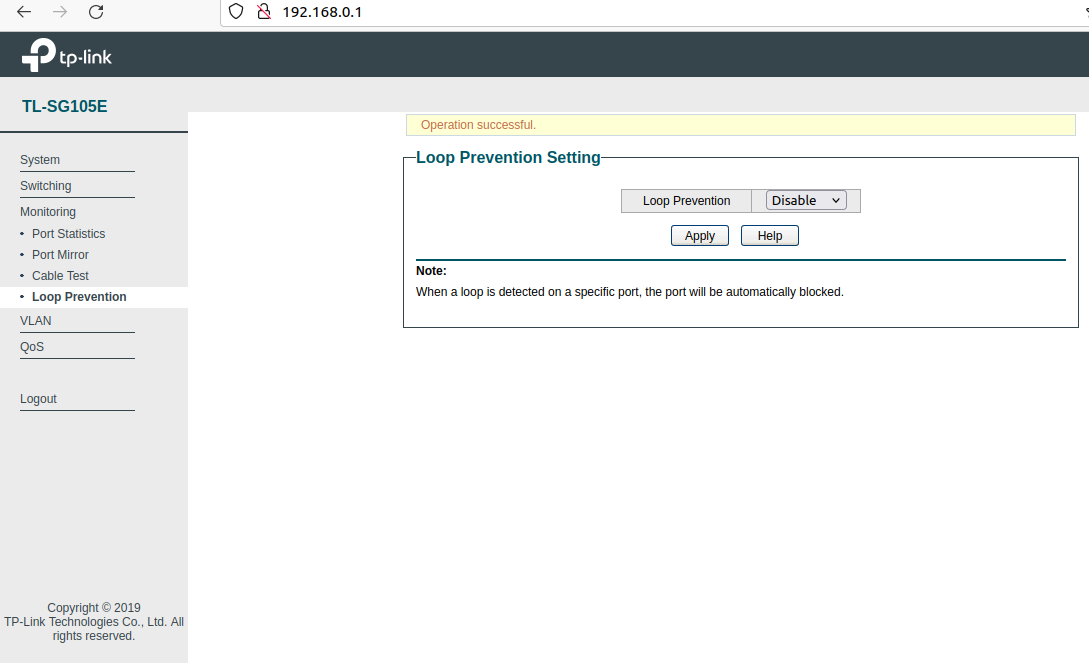 192.168.0.1
tp-link
TL-SG105E
Operation successful.
System
Switching
Monitoring
• Port Statistics
• Port Mirror
• Cable Test
• Loop Prevention
VLAN
QoS
Logout
Copyright © 2019
TP-Link Technologies Co., Ltd. All
rights reserved.
Loop Prevention Setting
Loop Prevention Disable
Apply Help
Note:
When a loop is detected on a specific port, the port will be automatically blocked.